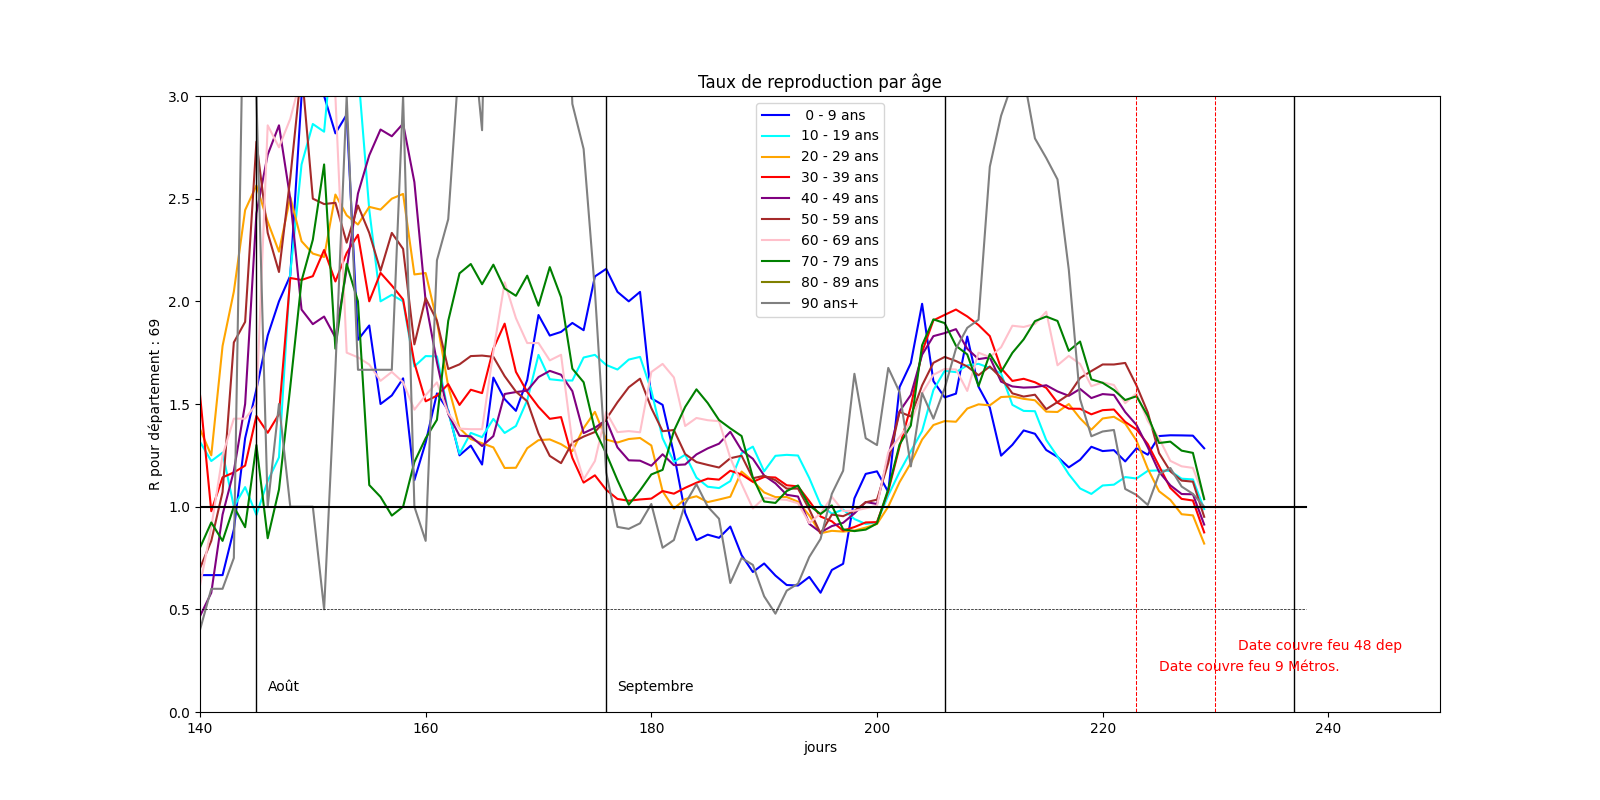 Taux de reproduction par âge
R pour département : 69
3.0
2.5
2.0
1.5
1.0
0.5
0.0
0 - 9 ans
10 - 19 ans
20 - 29 ans
30 - 39 ans
40 - 49 ans
50 - 59 ans
60 - 69 ans
70 - 79 ans
80 - 89 ans
90 ans+
Date couvre feu 48 dep
Date couvre feu 9 Métros.
Août
Septembre
140
160
180
200
220
240
jours